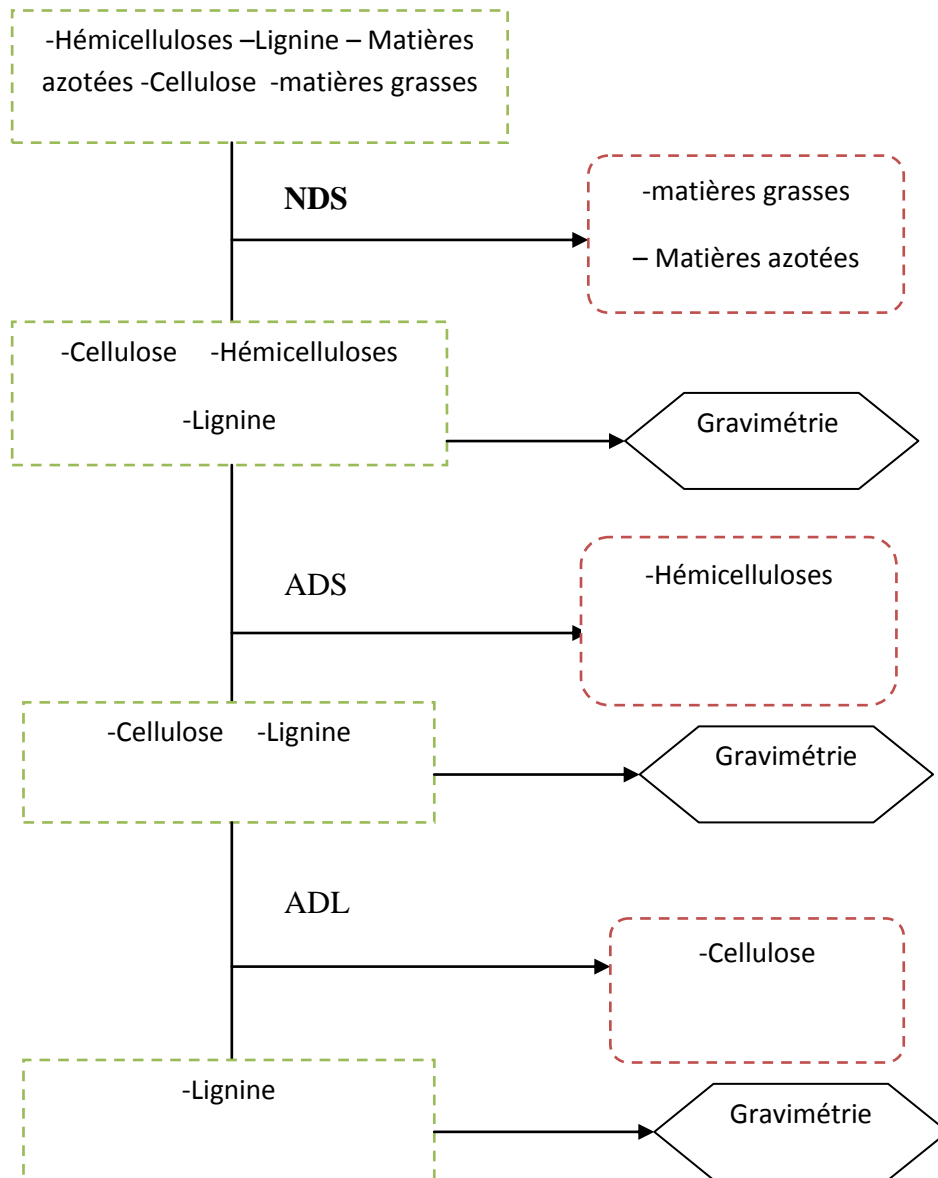 -Hémicelluloses –Lignine – Matières
azotées -Cellulose -matières grasses
NDS
-matières grasses
– Matières azotées
-Cellulose -Hémicelluloses
-Lignine
Gravimétrie
ADS
-Hémicelluloses
-Cellulose -Lignine
Gravimétrie
ADL
-Cellulose
-Lignine
Gravimétrie